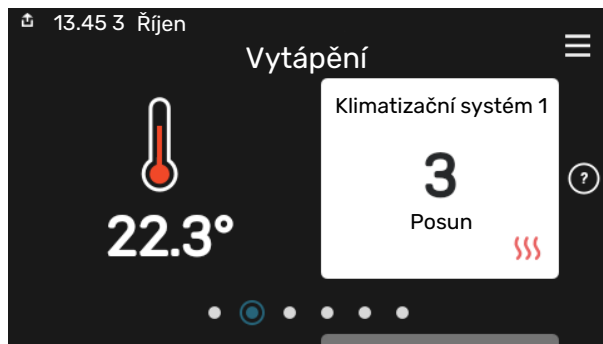 13.45 3 Říjen
Vytápění
Klimatizační systém 1
3
Posun
22.3°
?